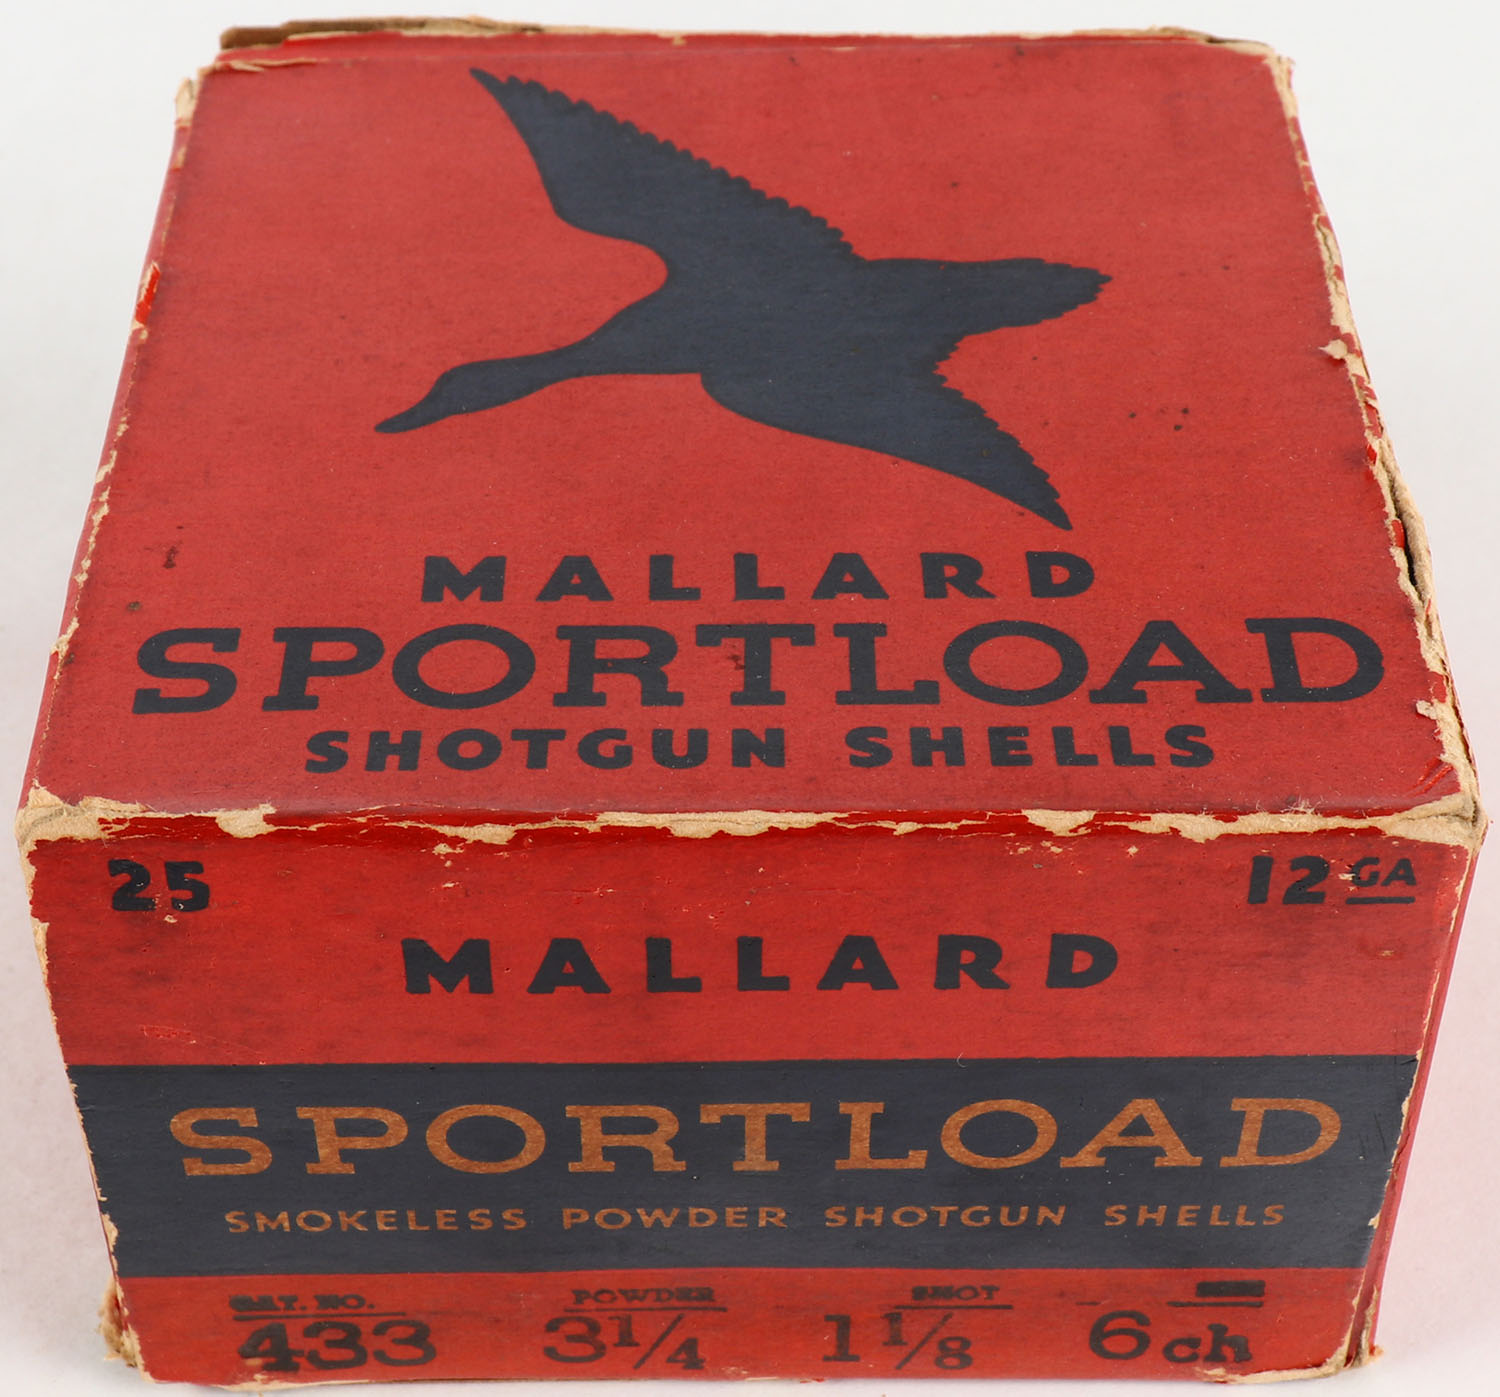 MALLARD
SPORTLOAD
SHOTGUN SHELLS
25 12 GA
MALLARD
SPORTLOAD
SMOKELESS POWDER SHOTGUN SHELLS
CAT. NO. POWDER SHOT
433 3 1/4 1 1/8 6 ch